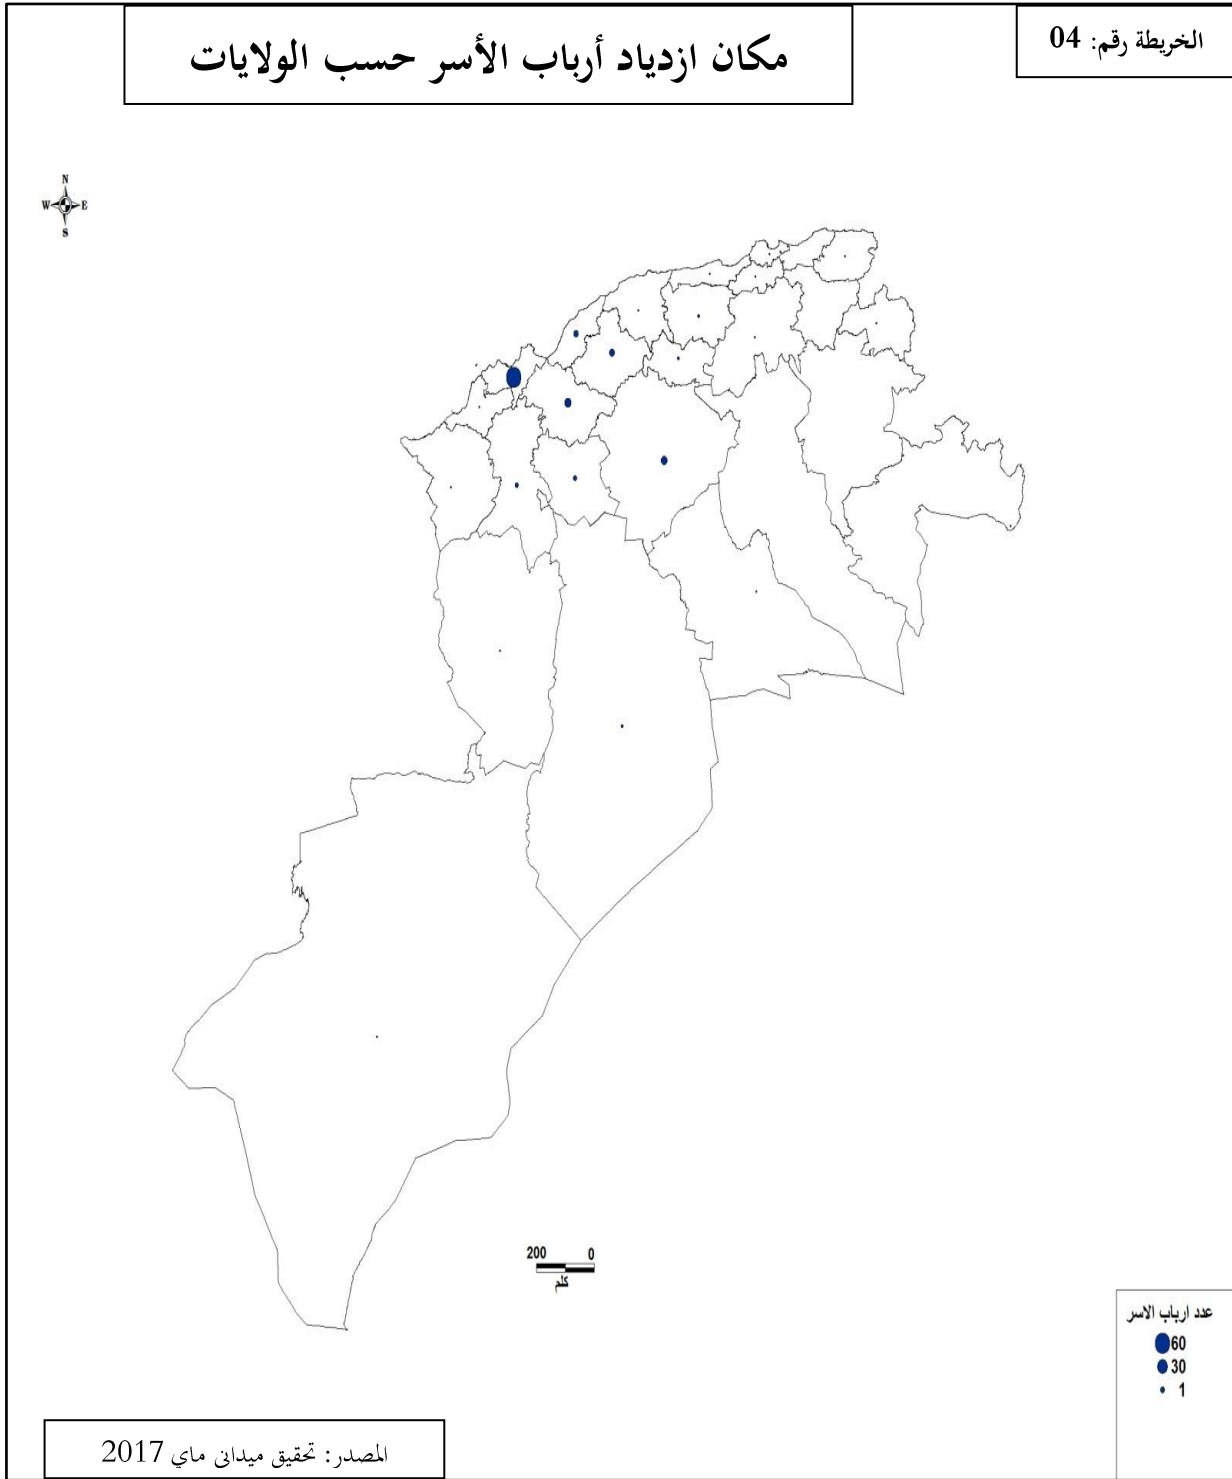 الخريطة رقم: 04
مكان ازدياد أرباب الأسر حسب الولايات
N
W E
S
200 0
كلم
عدد ارباب الاسر
60
30
1
المصدر: تحقيق ميدانى ماي 2017